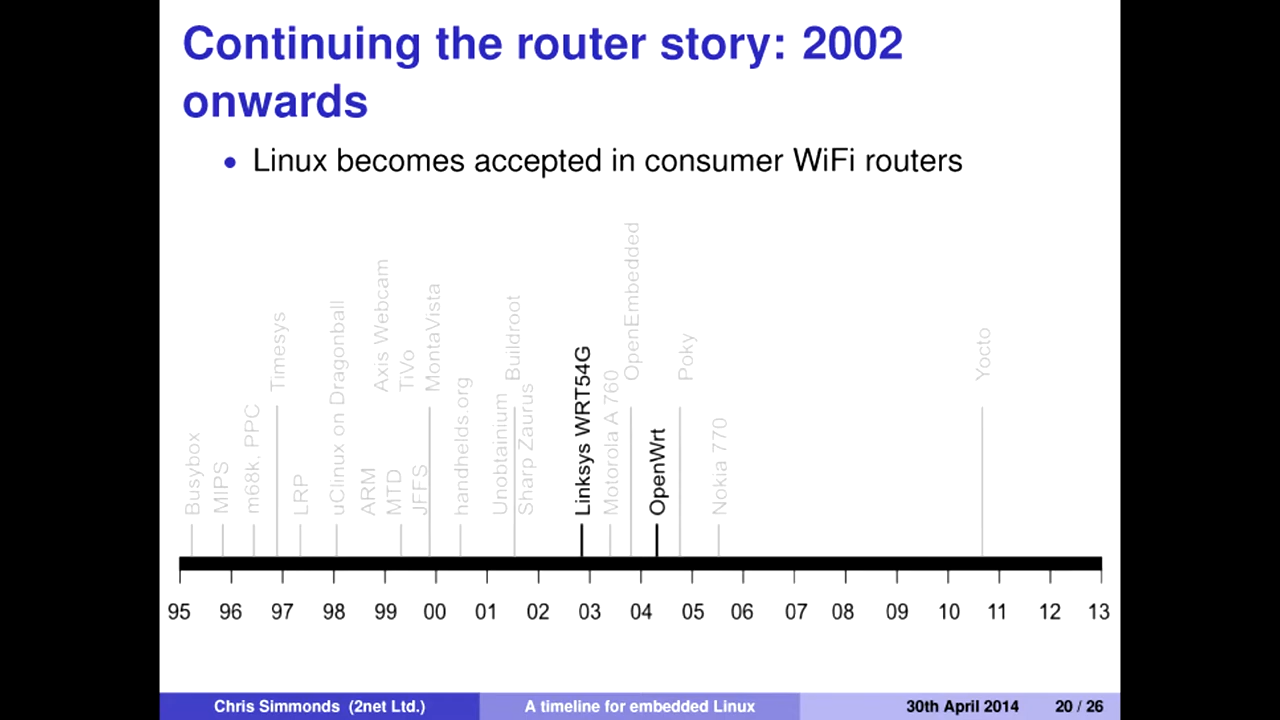 Continuing the router story: 2002
onwards
• Linux becomes accepted in consumer WiFi routers
Busybox
MIPS
m68k, PPC
Timesys
LRP
uClinux on Dragonball
ARM
Axis Webcam
MTD
TiVo
JFFS
MontaVista
handhelds.org
Unobtainium
Buildroot
Sharp Zaurus
Linksys WRT54G
Motorola A 760
OpenEmbedded
OpenWrt
Poky
Nokia 770
Yocto
95 96 97 98 99 00 01 02 03 04 05 06 07 08 09 10 11 12 13
Chris Simmonds (2net Ltd.) A timeline for embedded Linux 30th April 2014 20 / 26